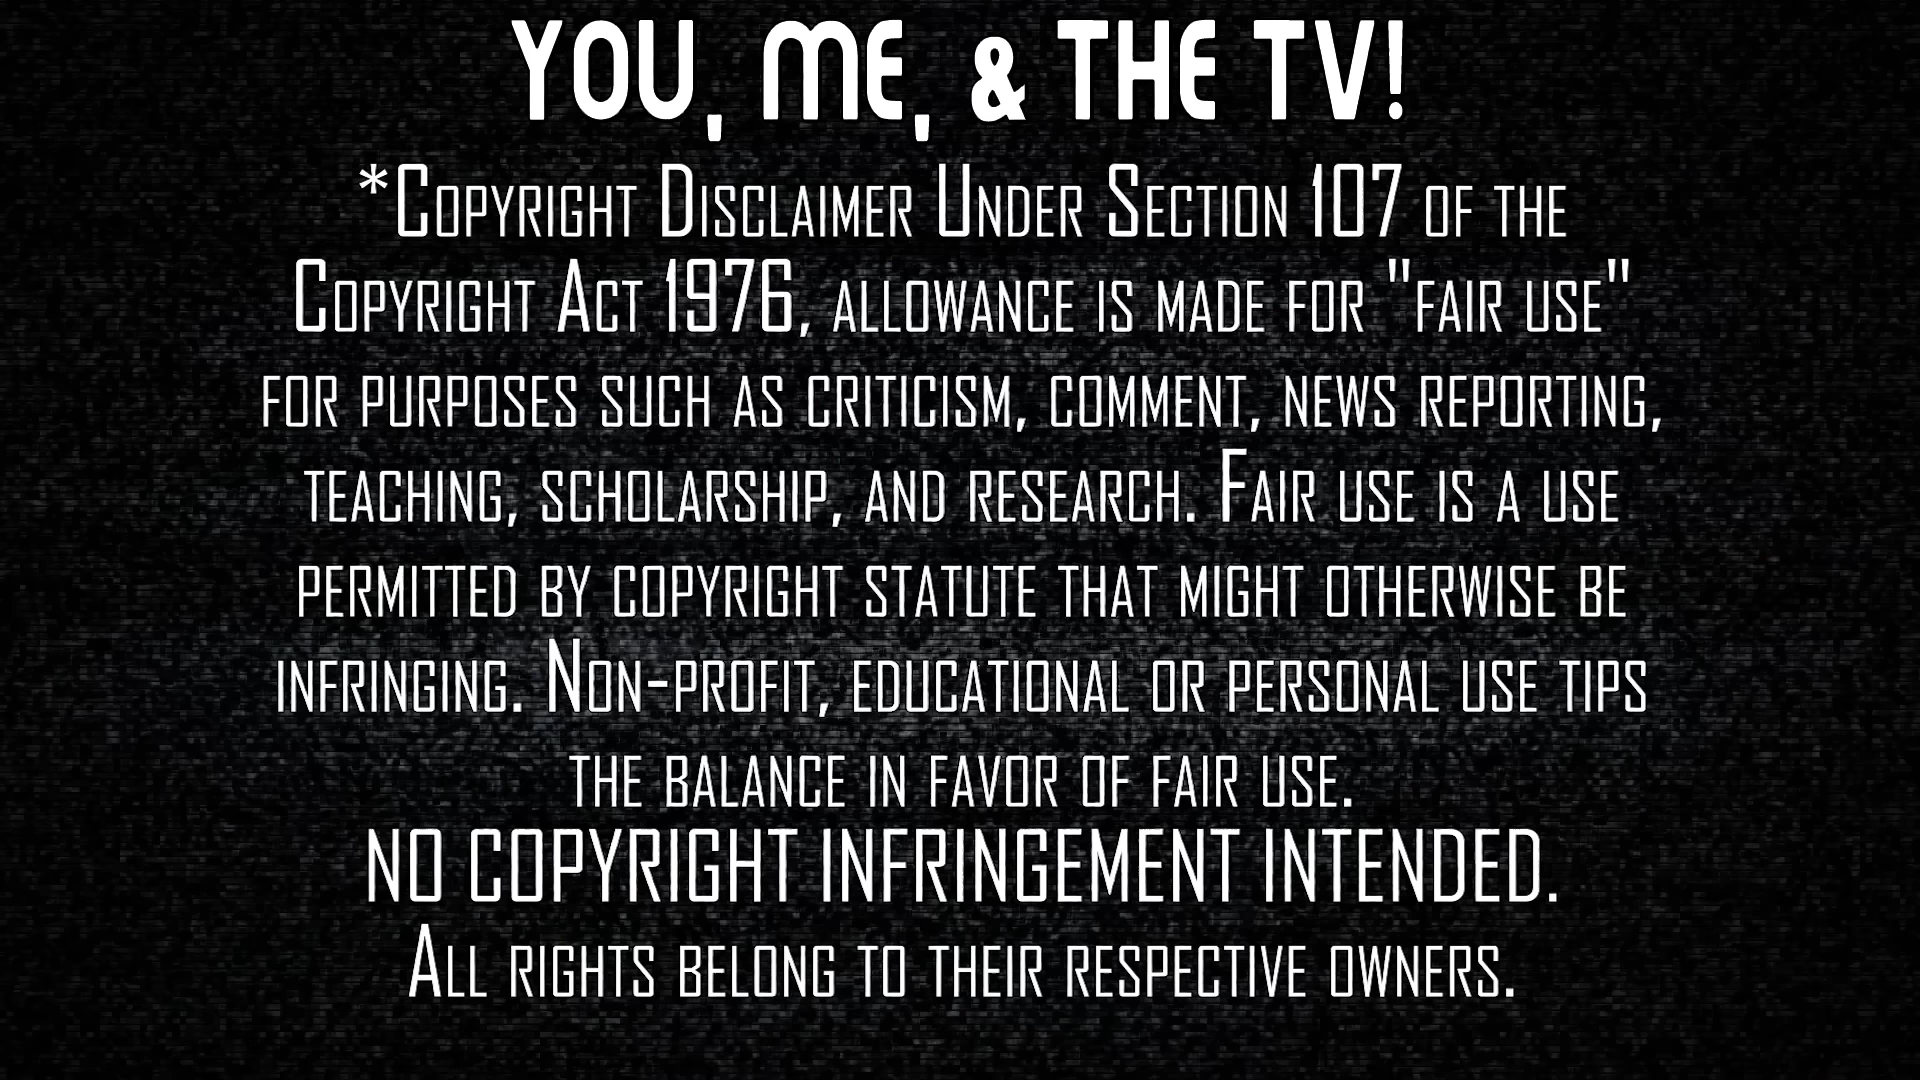 YOU, ME, & THE TV!
*Copyright Disclaimer Under Section 107 of the
Copyright Act 1976, allowance is made for "fair use"
for purposes such as criticism, comment, news reporting,
teaching, scholarship, and research. Fair use is a use
permitted by copyright statute that might otherwise be
infringing. Non-profit, educational or personal use tips
the balance in favor of fair use.
NO COPYRIGHT INFRINGEMENT INTENDED.
All rights belong to their respective owners.